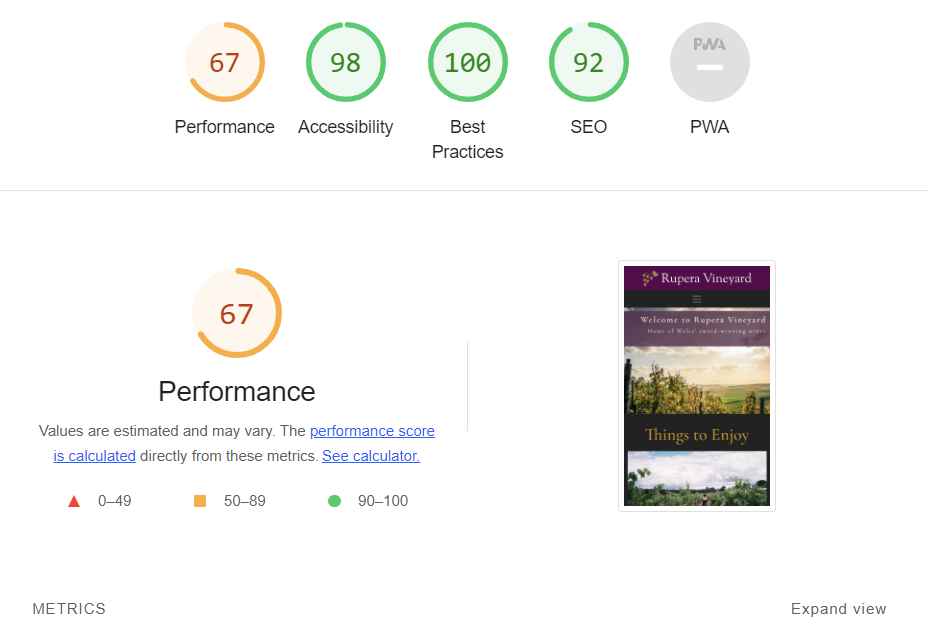 67
98
100
92
PWA
Performance
Accessibility
Best
Practices
SEO
PWA
67
Performance
Values are estimated and may vary. The performance score
is calculated directly from these metrics. See calculator.
0–49
50–89
90–100
Rupera Vineyard
Welcome to Rupera Vineyard
Home of Wales' award-winning wines
Things to Enjoy
METRICS
Expand view